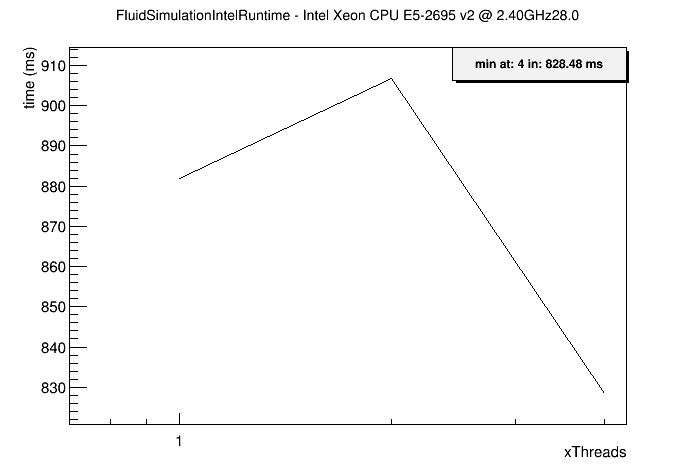 FluidSimulationIntelRuntime - Intel Xeon CPU E5-2695 v2 @ 2.40GHz28.0
min at: 4 in: 828.48 ms
time (ms)
910
900
890
880
870
860
850
840
830
1
xThreads